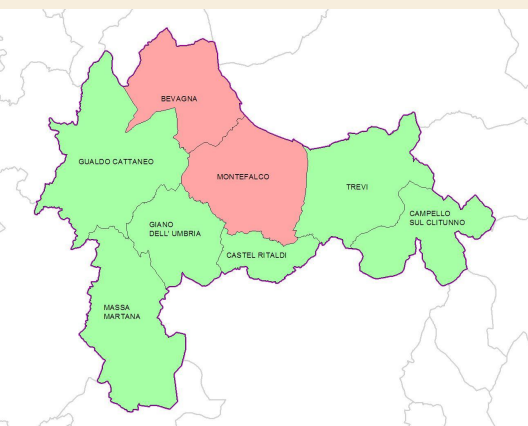 BEVAGNA
GUALDO CATTANEO
MONTEFALCO
TREVI
CAMPELLO
SUL CLITUNNO
GIANO
DELL' UMBRIA
CASTEL RITALDI
MASSA
MARTANA